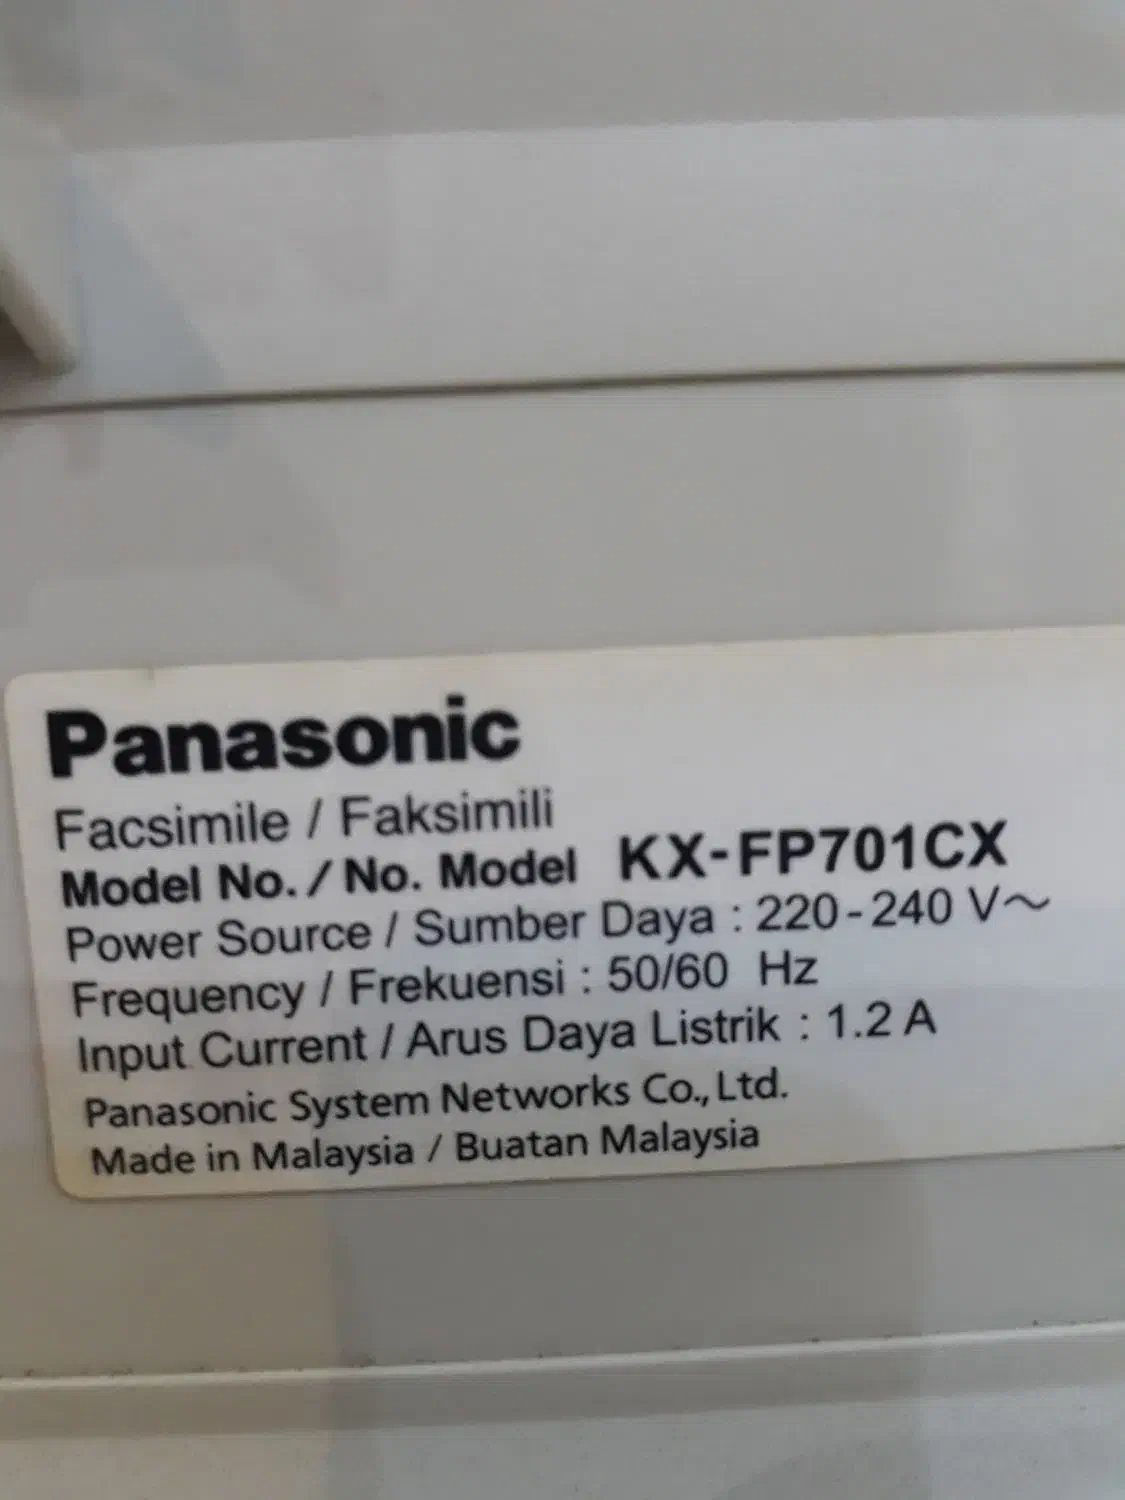 Panasonic
Facsimile / Faksimili
Model No. / No. Model KX-FP701CX
Power Source / Sumber Daya : 220-240 V~
Frequency / Frekuensi : 50/60 Hz
Input Current / Arus Daya Listrik : 1.2 A
Panasonic System Networks Co., Ltd.
Made in Malaysia / Buatan Malaysia